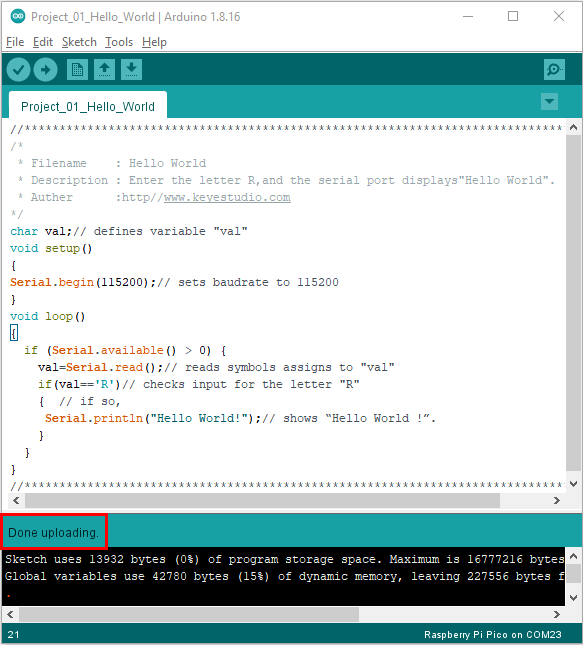 Project_01_Hello_World | Arduino 1.8.16
File Edit Sketch Tools Help
Project_01_Hello_World
//*****************************************************************************
/*
 * Filename    : Hello World
 * Description : Enter the letter R,and the serial port displays"Hello World".
 * Auther      :http//www.keyestudio.com
*/
char val;// defines variable "val"
void setup()
{
Serial.begin(115200);// sets baudrate to 115200
}
void loop()
{
  if (Serial.available() > 0) {
    val=Serial.read();// reads symbols assigns to "val"
    if(val=='R')// checks input for the letter "R"
    {  // if so,
     Serial.println("Hello World!");// shows “Hello World !”.
    }
  }
}
//*****************************************************************************
Done uploading.
Sketch uses 13932 bytes (0%) of program storage space. Maximum is 16777216 bytes
Global variables use 42780 bytes (15%) of dynamic memory, leaving 227556 bytes f
.
21 Raspberry Pi Pico on COM23